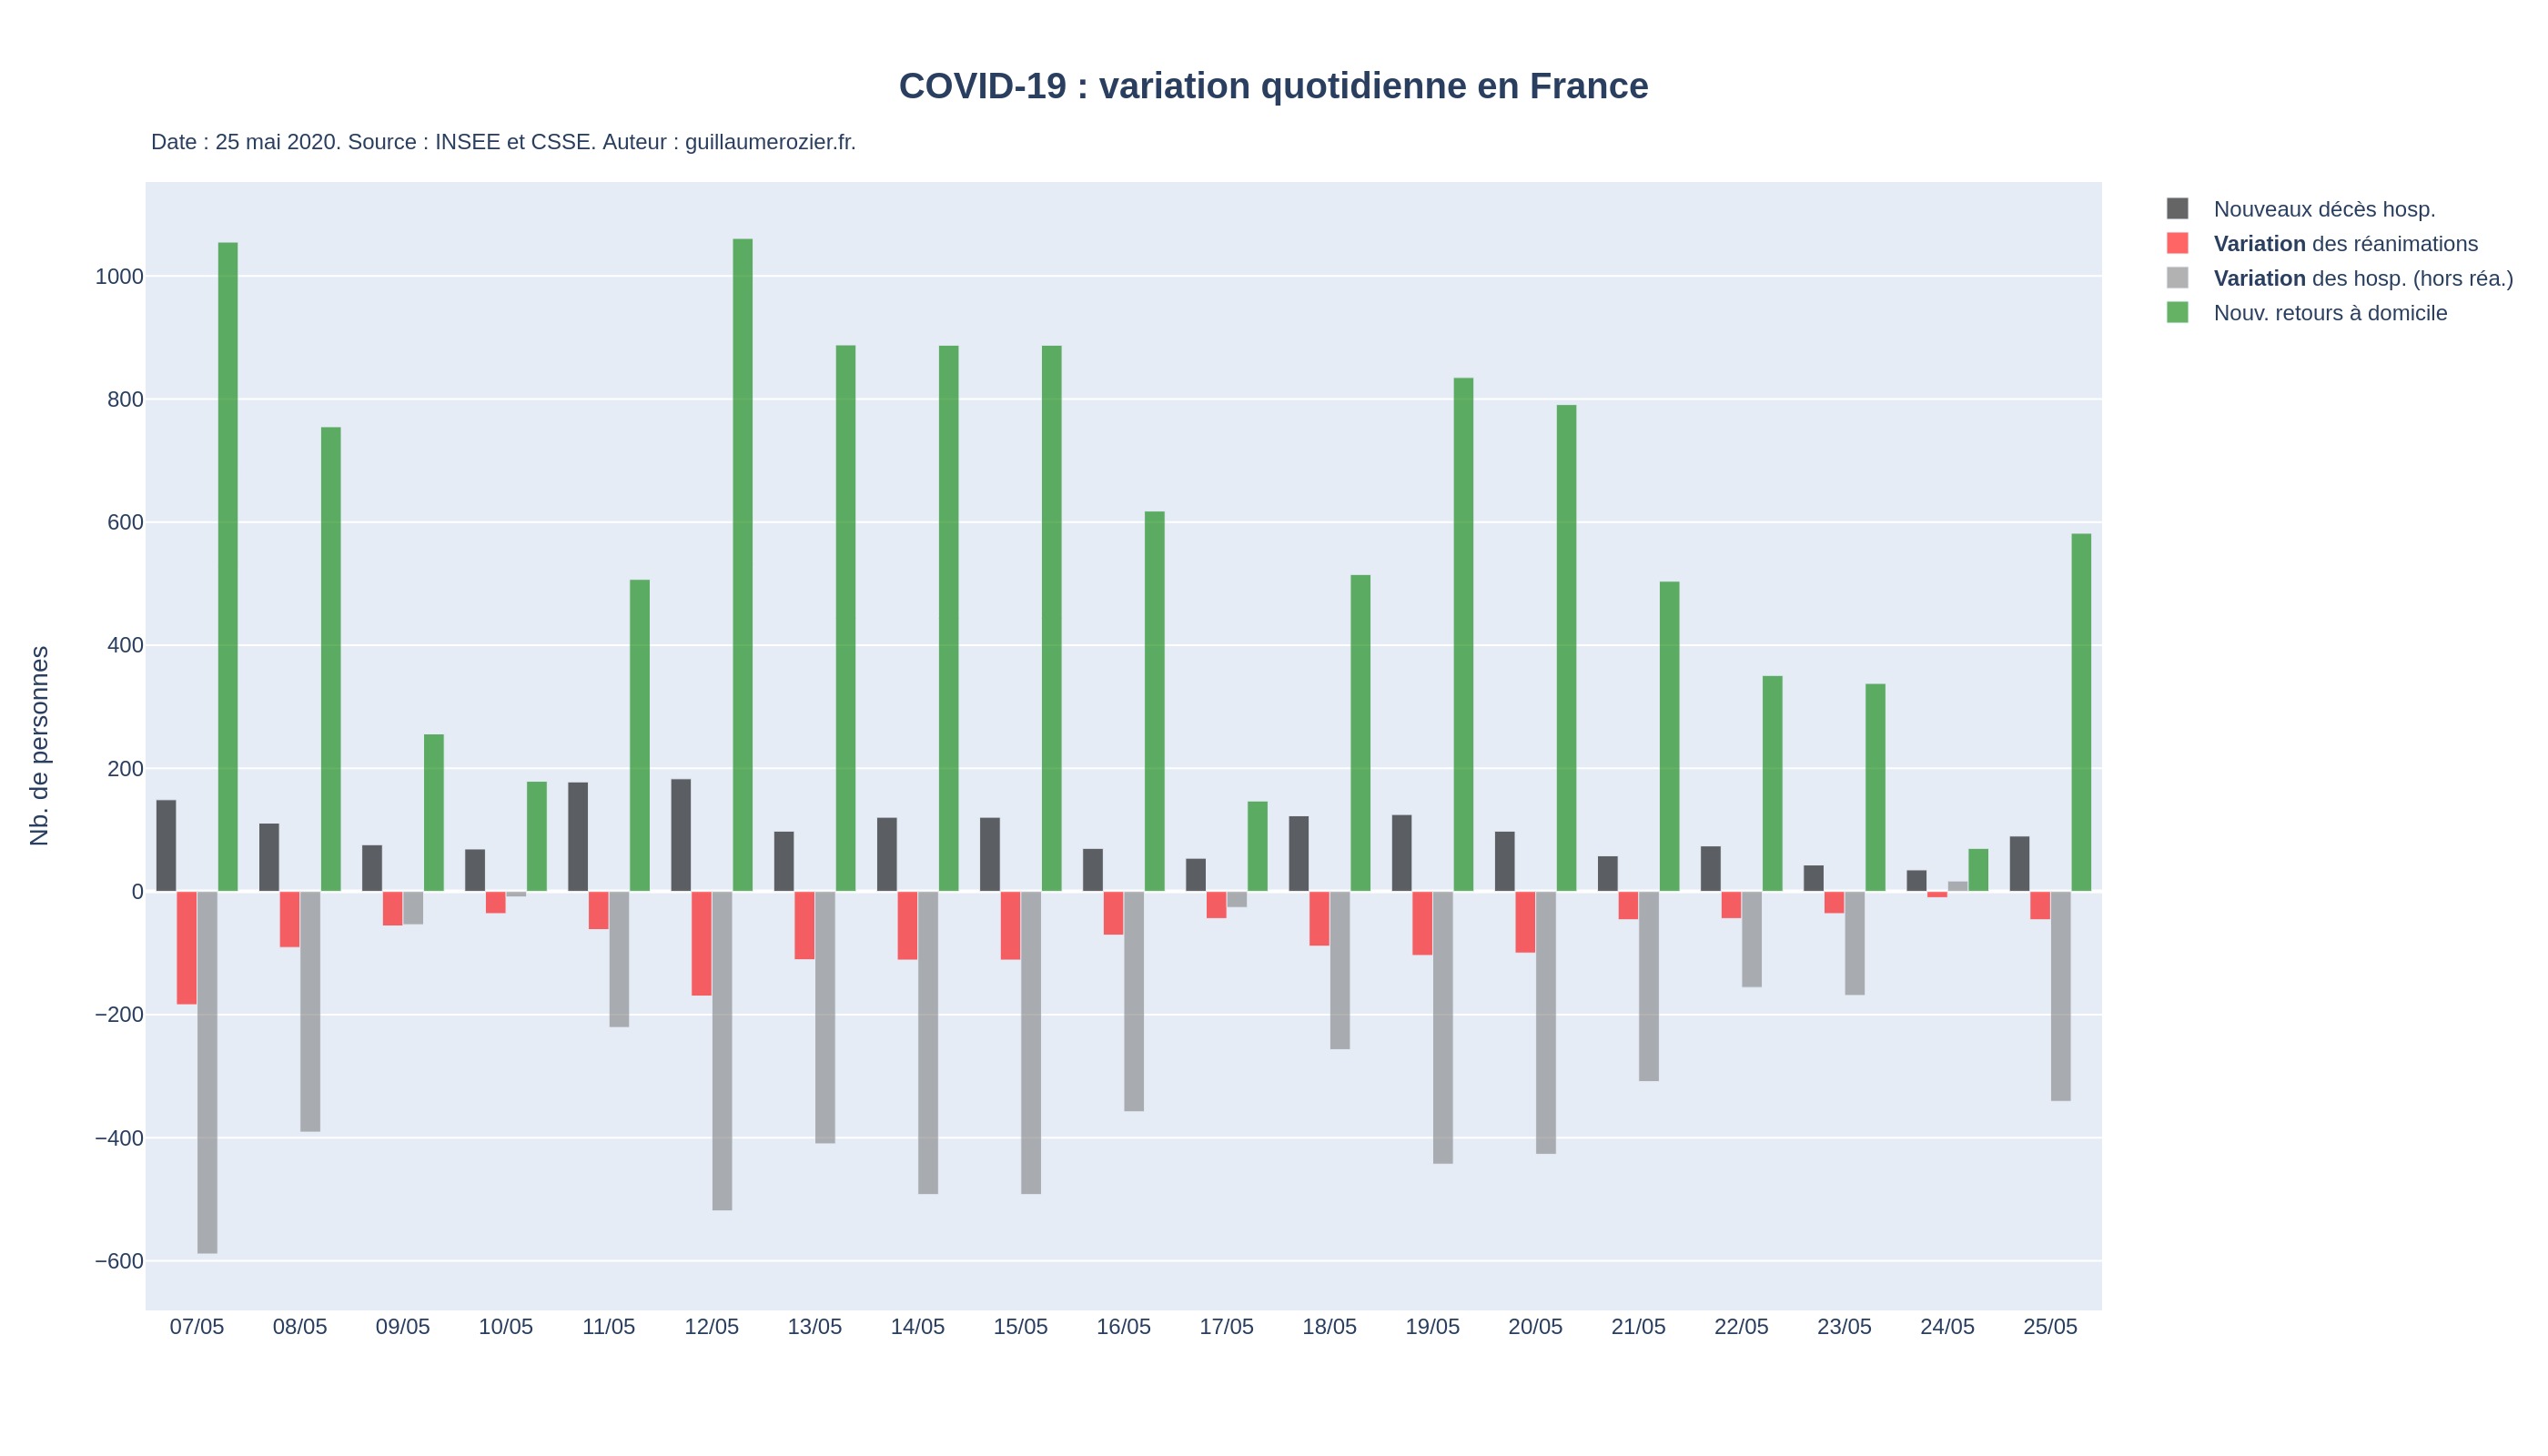 COVID-19 : variation quotidienne en France
Date : 25 mai 2020. Source : INSEE et CSSE. Auteur : guillaumerozier.fr.
Nouveaux décès hosp.
Variation des réanimations
Variation des hosp. (hors réa.)
Nouv. retours à domicile
Nb. de personnes
1000
800
600
400
200
0
−200
−400
−600
07/05 08/05 09/05 10/05 11/05 12/05 13/05 14/05 15/05 16/05 17/05 18/05 19/05 20/05 21/05 22/05 23/05 24/05 25/05